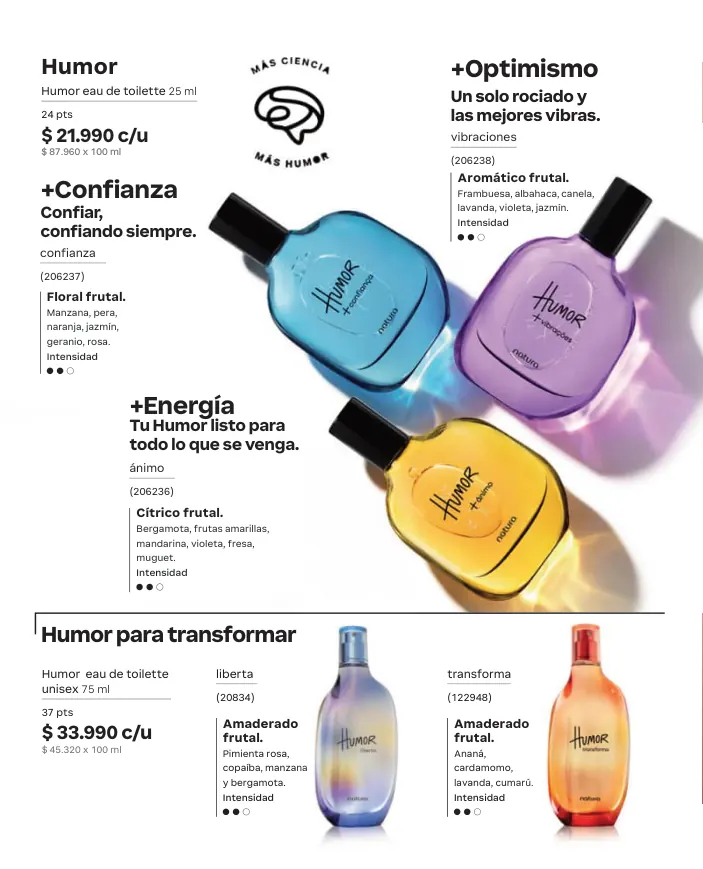 Humor
Humor eau de toilette 25 ml
24 pts
$ 21.990 c/u
$ 87.960 x 100 ml
MÁS CIENCIA
MÁS HUMOR
+Optimismo
Un solo rociado y
las mejores vibras.
vibraciones
(206238)
Aromático frutal.
Frambuesa, albahaca, canela,
lavanda, violeta, jazmín.
Intensidad
+Confianza
Confiar,
confiando siempre.
confianza
(206237)
Floral frutal.
Manzana, pera,
naranja, jazmín,
geranio, rosa.
Intensidad
HUMOR
+ confiança
natura
HUMOR
+ vibrações
natura
+Energía
Tu Humor listo para
todo lo que se venga.
ánimo
(206236)
Cítrico frutal.
Bergamota, frutas amarillas,
mandarina, violeta, fresa,
muguet.
Intensidad
HUMOR
+ ánimo
natura
Humor para transformar
Humor eau de toilette
unisex 75 ml
37 pts
$ 33.990 c/u
$ 45.320 x 100 ml
liberta
(20834)
Amaderado
frutal.
Pimienta rosa,
copaíba, manzana
y bergamota.
Intensidad
HUMOR
liberta
natura
transforma
(122948)
Amaderado
frutal.
Ananá,
cardamomo,
lavanda, cumarú.
Intensidad
HUMOR
transforma
natura